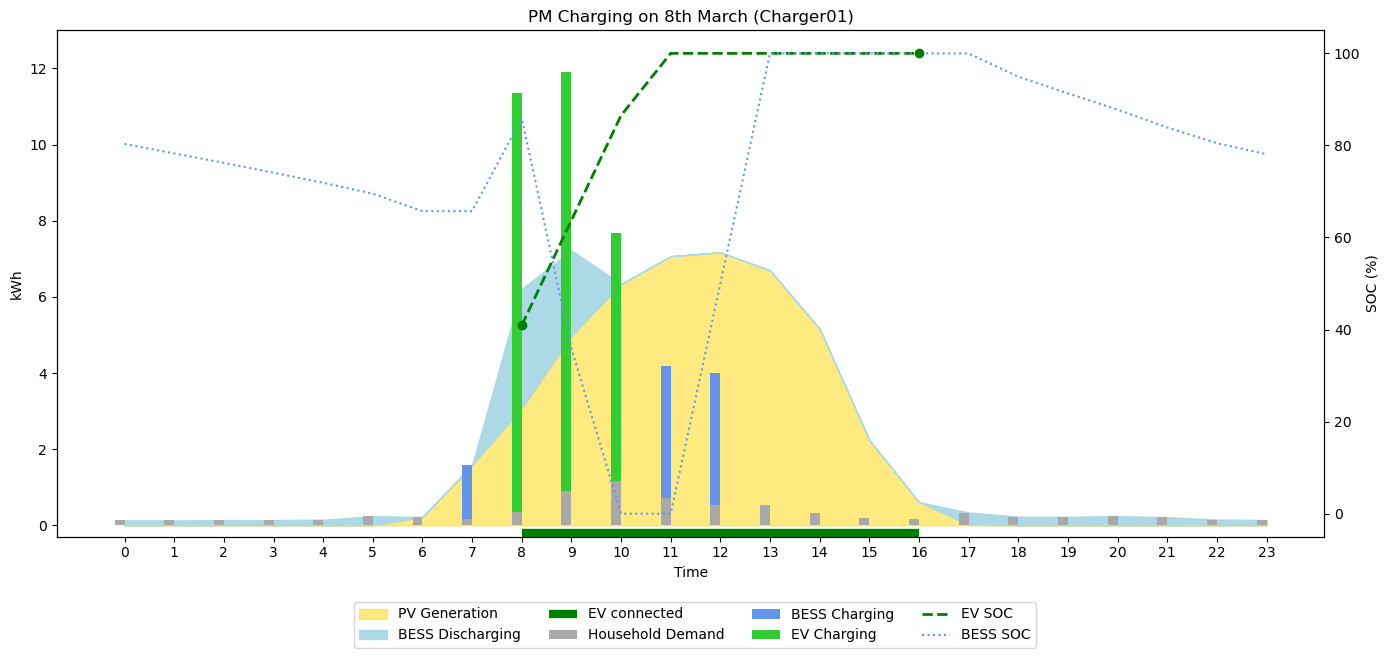 PM Charging on 8th March (Charger01)
kWh
12
10
8
6
4
2
0
100
80
60
40
20
0
SOC (%)
0 1 2 3 4 5 6 7 8 9 10 11 12 13 14 15 16 17 18 19 20 21 22 23
Time
PV Generation EV connected BESS Charging EV SOC
BESS Discharging Household Demand EV Charging BESS SOC